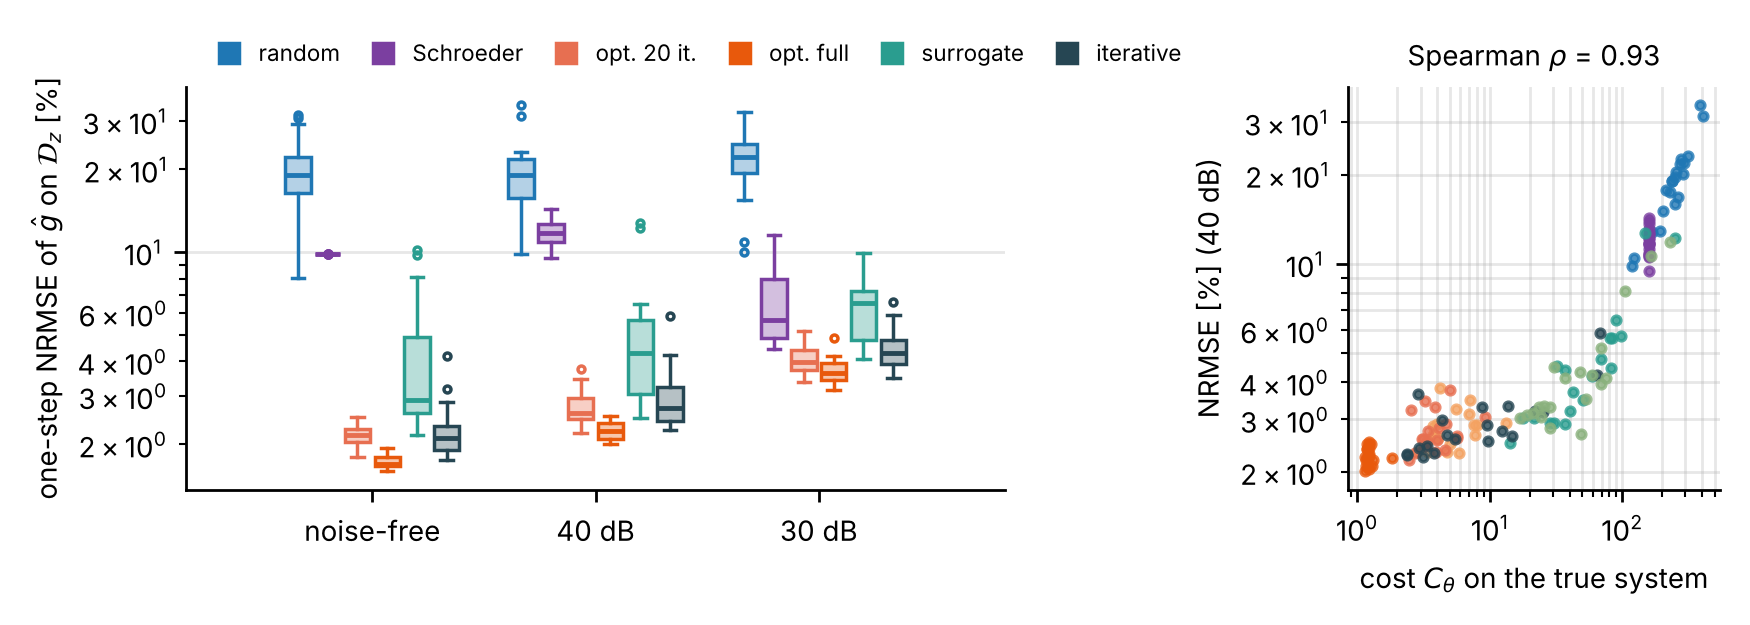 random Schroeder opt. 20 it. opt. full surrogate iterative
one-step NRMSE of ĝ on 𝒟_z [%]
3 × 10¹
2 × 10¹
10¹
6 × 10⁰
4 × 10⁰
3 × 10⁰
2 × 10⁰
noise-free 40 dB 30 dB
Spearman ρ = 0.93
NRMSE [%] (40 dB)
3 × 10¹
2 × 10¹
10¹
6 × 10⁰
4 × 10⁰
3 × 10⁰
2 × 10⁰
10⁰ 10¹ 10²
cost C_θ on the true system